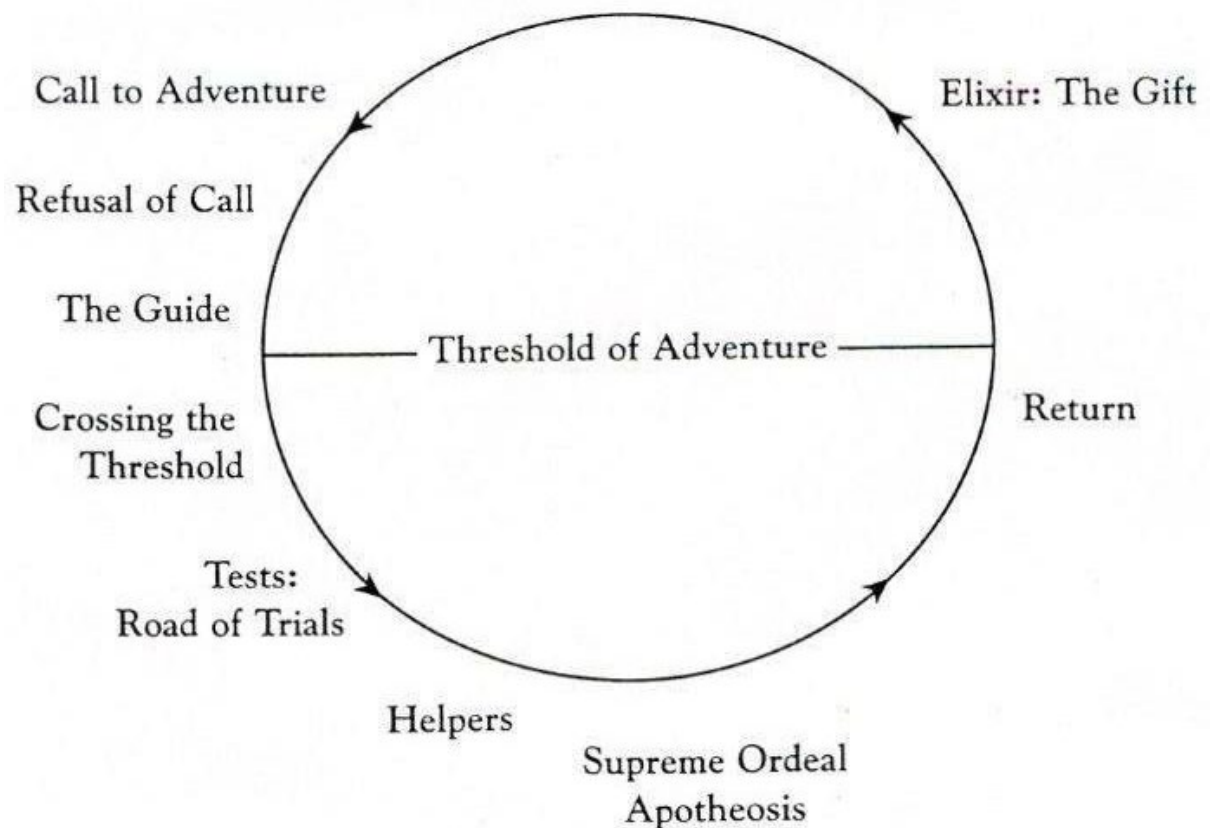 Call to Adventure
Elixir: The Gift
Refusal of Call
The Guide
Threshold of Adventure
Crossing the
Threshold
Return
Tests:
Road of Trials
Helpers
Supreme Ordeal
Apotheosis